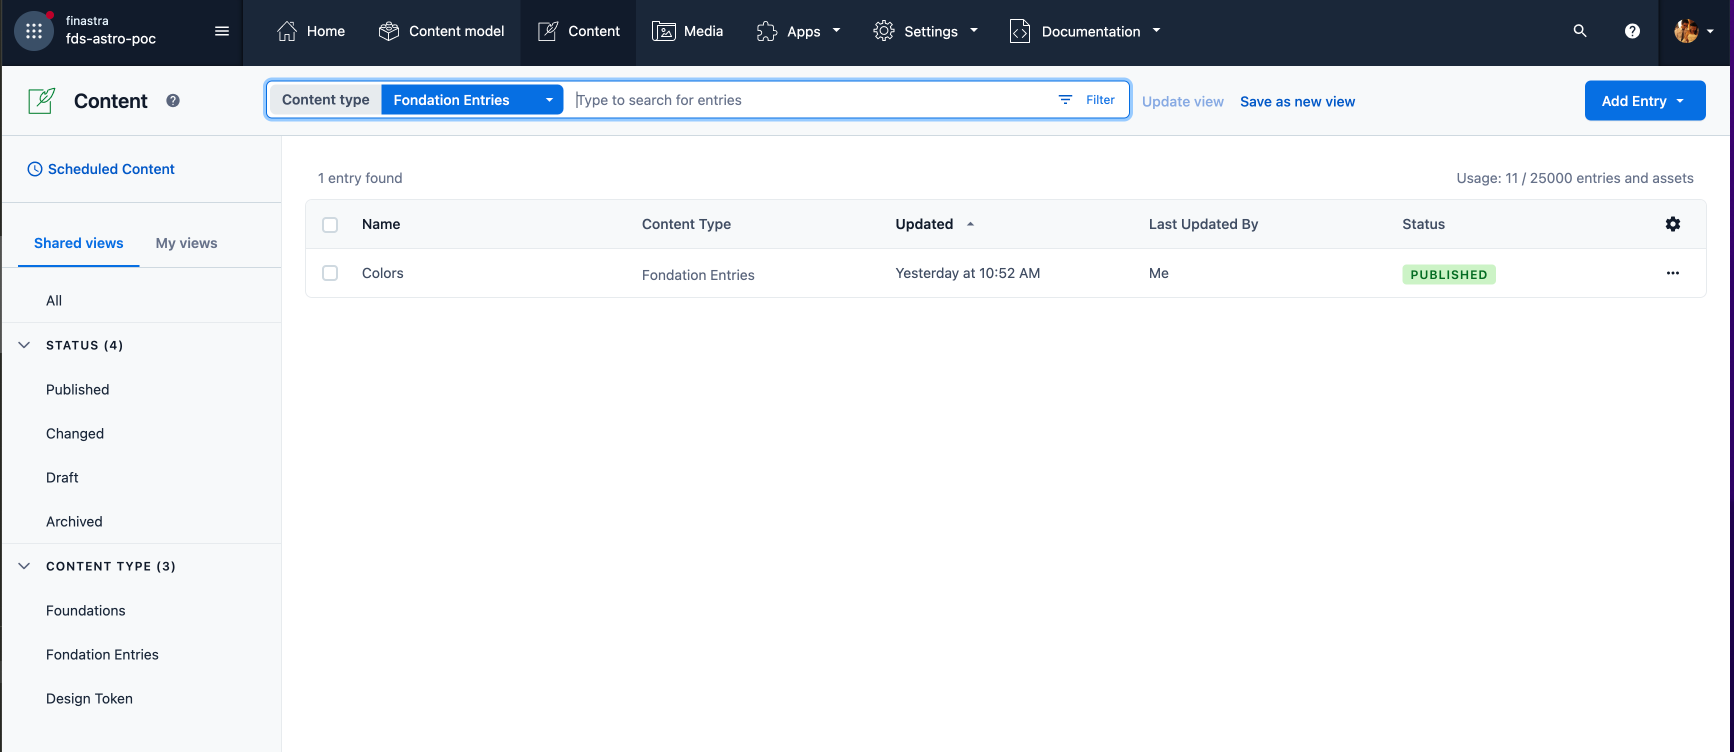 finastra
fds-astro-poc
Home
Content model
Content
Media
Apps
Settings
Documentation
Content
Content type
Fondation Entries
Type to search for entries
Filter
Update view
Save as new view
Add Entry
Scheduled Content
1 entry found
Usage: 11 / 25000 entries and assets
Shared views
My views
Name
Content Type
Updated
Last Updated By
Status
Colors
Fondation Entries
Yesterday at 10:52 AM
Me
PUBLISHED
All
STATUS (4)
Published
Changed
Draft
Archived
CONTENT TYPE (3)
Foundations
Fondation Entries
Design Token